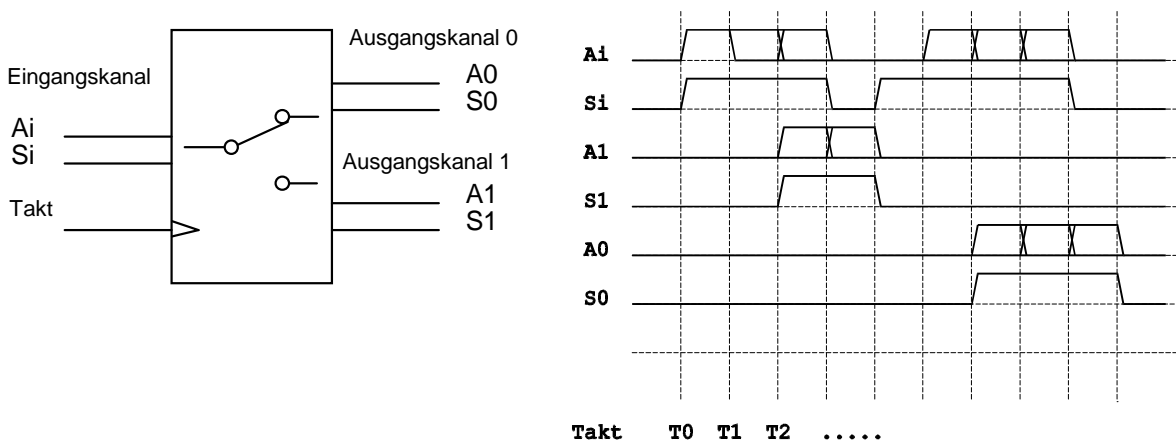 Ausgangskanal 0
A0
S0
Eingangskanal
Ai
Si
Ausgangskanal 1
A1
S1
Takt
Ai
Si
A1
S1
A0
S0
Takt T0 T1 T2 .....